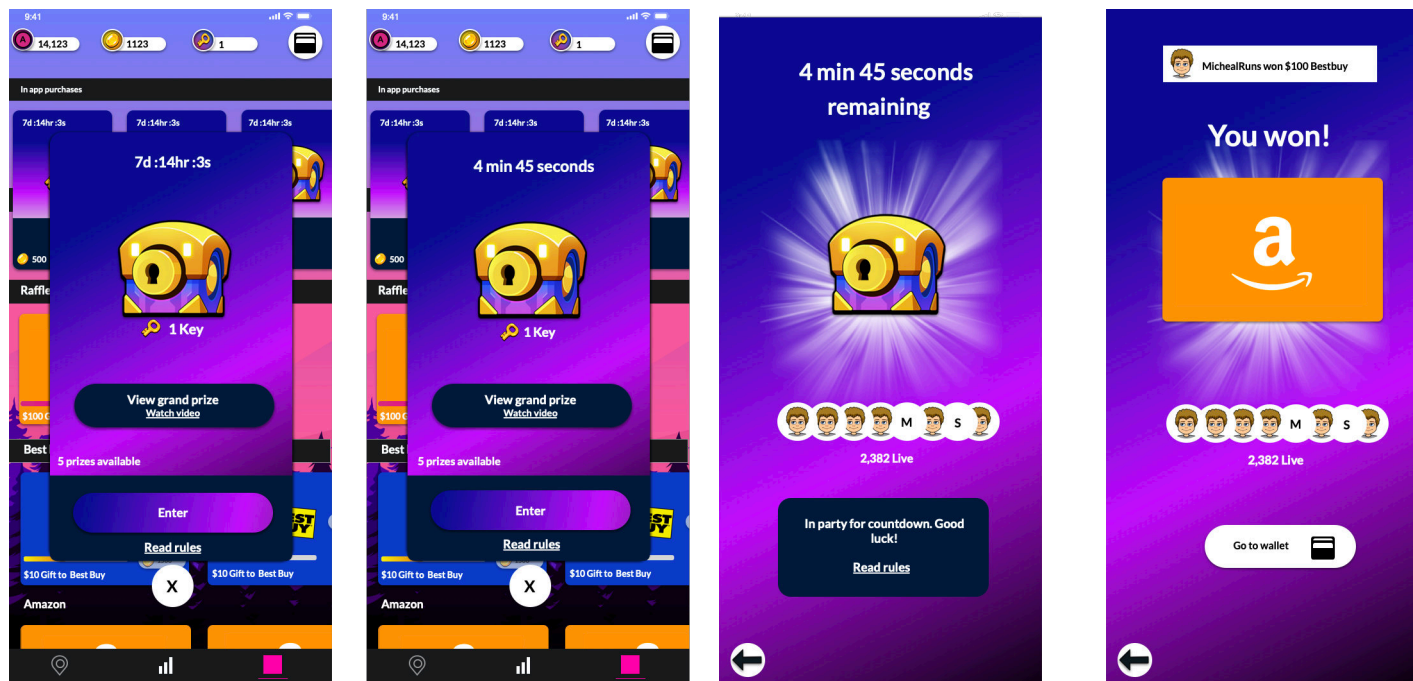 9:41
14,123
1123
1
In app purchases
7d :14hr :3s
7d :14hr :3s
7d :14hr :3s
7d :14hr :3s
1 Key
500
Raffle
View grand prize
Watch video
$100 G
Best
5 prizes available
Enter
Read rules
ST
UY
$10 Gift to Best Buy
$10 Gift to Best Buy
X
Amazon
9:41
14,123
1123
1
In app purchases
7d :14hr :3s
7d :14hr :3s
7d :14hr :3s
4 min 45 seconds
1 Key
500
Raffle
View grand prize
Watch video
$100 G
Best
5 prizes available
Enter
Read rules
ST
UY
$10 Gift to Best Buy
$10 Gift to Best Buy
X
Amazon
4 min 45 seconds
remaining
M
S
2,382 Live
In party for countdown. Good
luck!
Read rules
MichealRuns won $100 Bestbuy
You won!
a
M
S
2,382 Live
Go to wallet